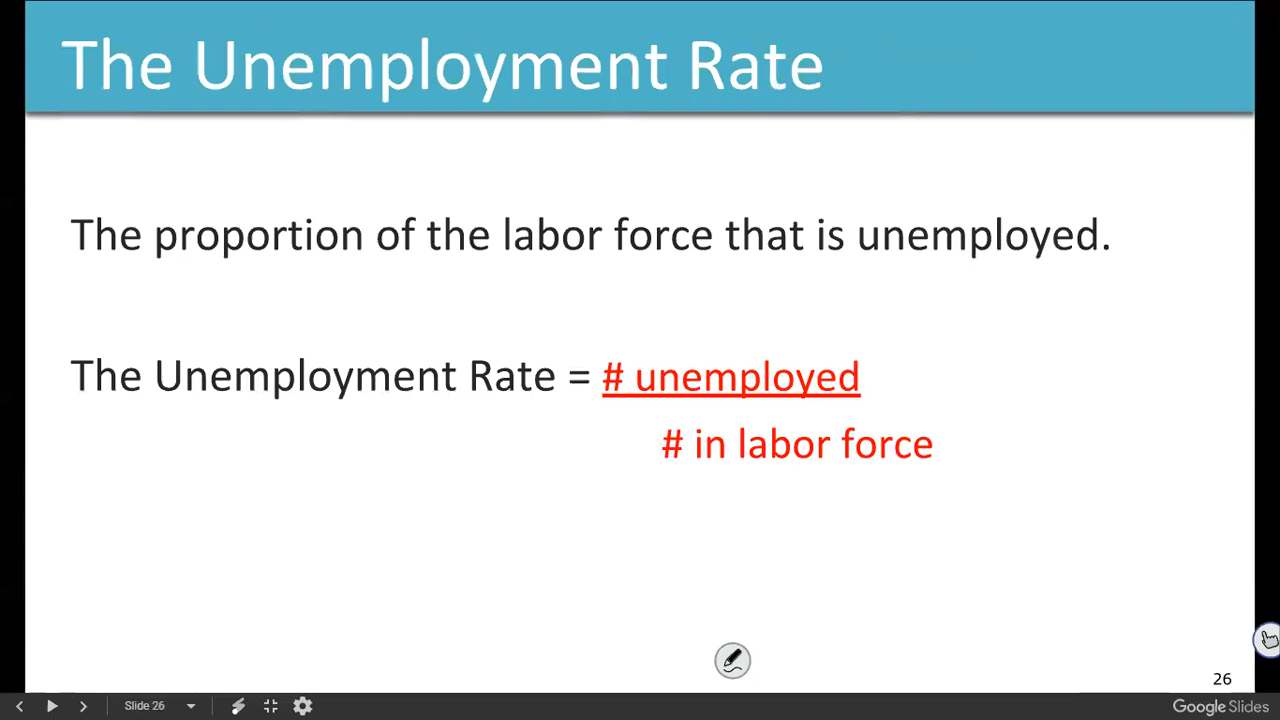 The Unemployment Rate
The proportion of the labor force that is unemployed.
The Unemployment Rate = # unemployed
# in labor force
26
Slide 26
Google Slides